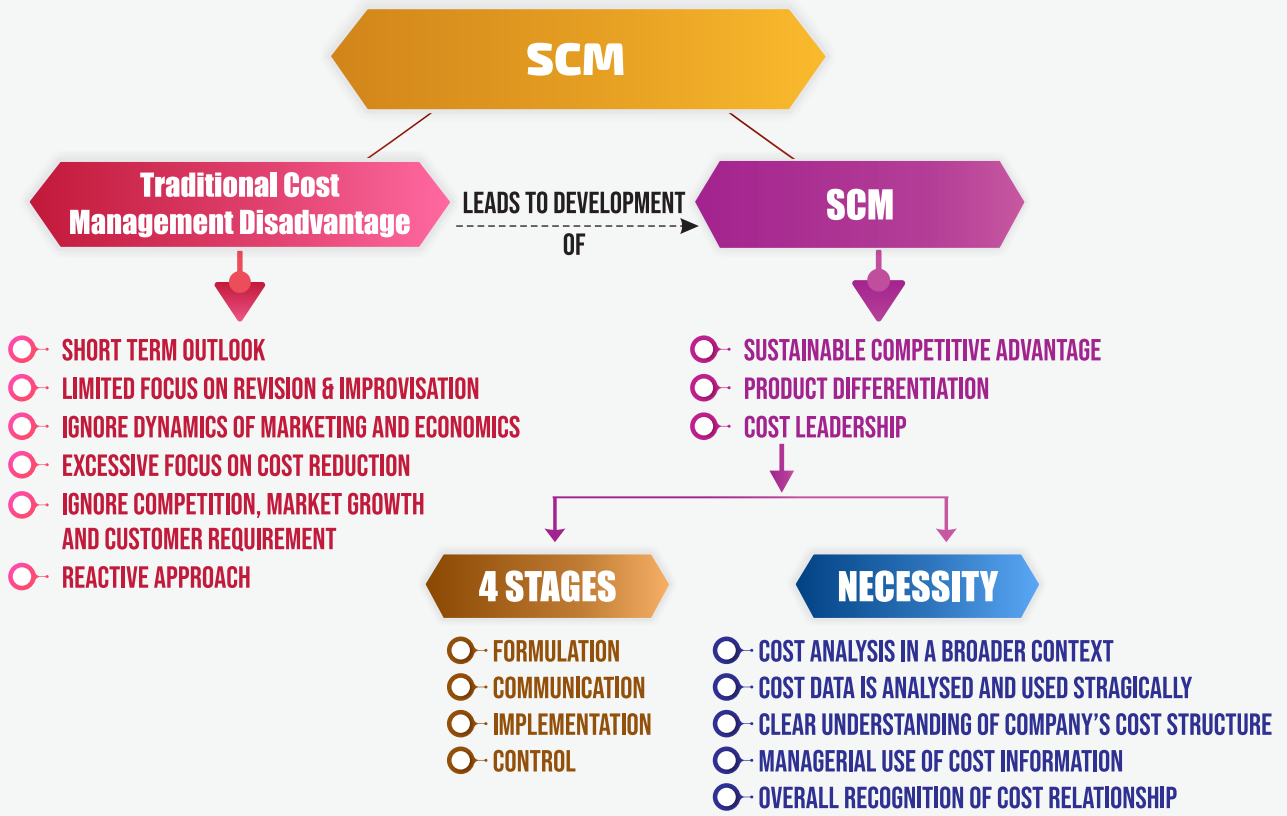 SCM
Traditional Cost
Management Disadvantage
LEADS TO DEVELOPMENT
OF
SCM
SHORT TERM OUTLOOK
LIMITED FOCUS ON REVISION & IMPROVISATION
IGNORE DYNAMICS OF MARKETING AND ECONOMICS
EXCESSIVE FOCUS ON COST REDUCTION
IGNORE COMPETITION, MARKET GROWTH
AND CUSTOMER REQUIREMENT
REACTIVE APPROACH
SUSTAINABLE COMPETITIVE ADVANTAGE
PRODUCT DIFFERENTIATION
COST LEADERSHIP
4 STAGES
FORMULATION
COMMUNICATION
IMPLEMENTATION
CONTROL
NECESSITY
COST ANALYSIS IN A BROADER CONTEXT
COST DATA IS ANALYSED AND USED STRAGICALLY
CLEAR UNDERSTANDING OF COMPANY'S COST STRUCTURE
MANAGERIAL USE OF COST INFORMATION
OVERALL RECOGNITION OF COST RELATIONSHIP